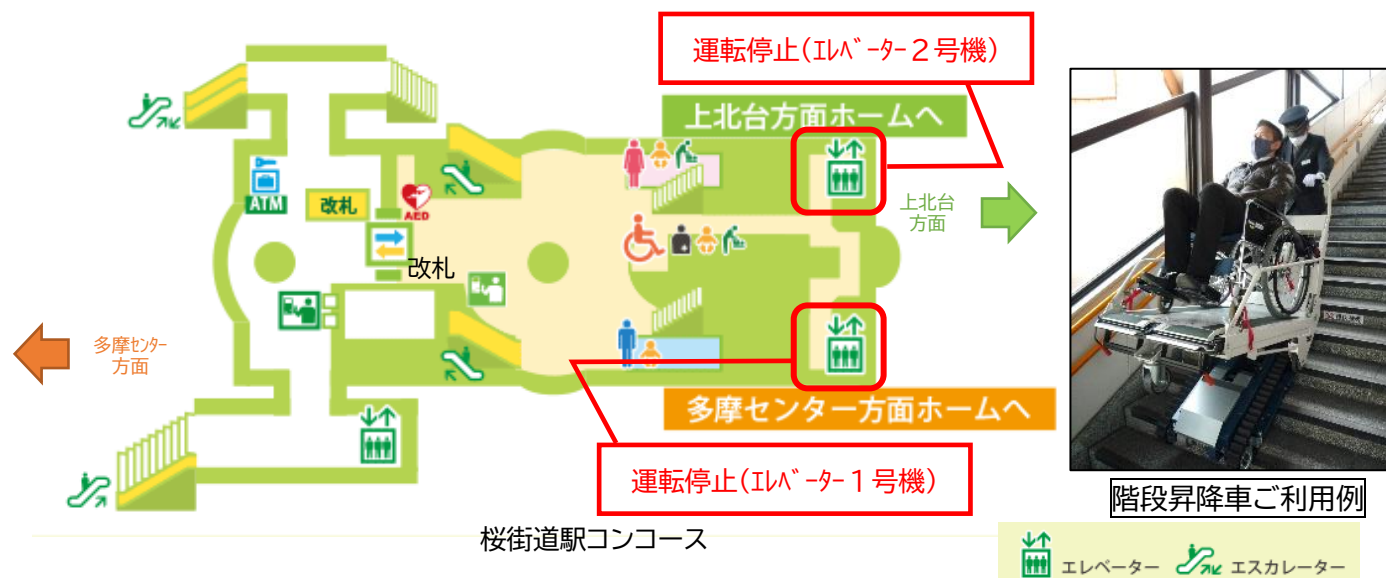 運転停止(ｴﾚﾍﾞｰﾀｰ２号機)
上北台方面ホームへ
ATM
改札
AED
上北台
方面
改札
多摩ｾﾝﾀｰ
方面
多摩センター方面ホームへ
運転停止(ｴﾚﾍﾞｰﾀｰ１号機)
階段昇降車ご利用例
桜街道駅コンコース
エレベーター エスカレーター